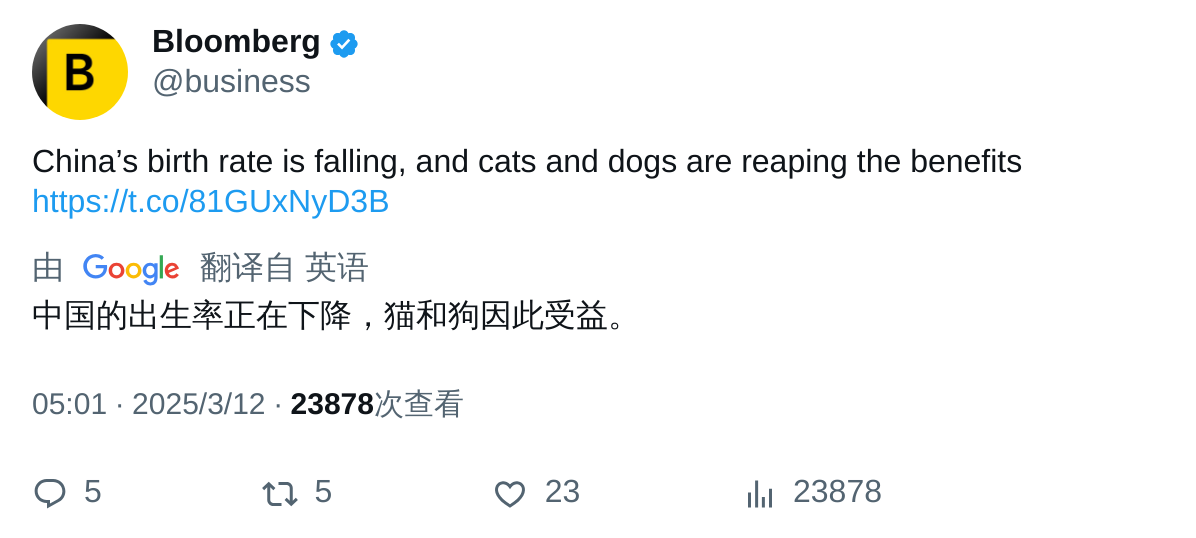 B
Bloomberg
@business
China’s birth rate is falling, and cats and dogs are reaping the benefits
https://t.co/81GUxNyD3B
由 Google 翻译自 英语
中国的出生率正在下降，猫和狗因此受益。
05:01 · 2025/3/12 · 23878次查看
5 5 23 23878